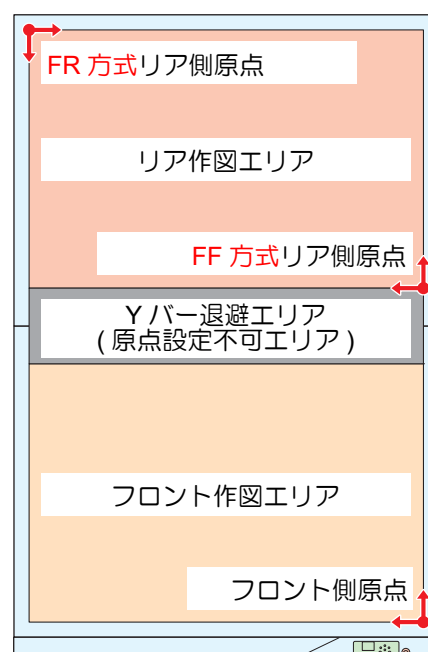 FR 方式リア側原点
リア作図エリア
FF 方式リア側原点
Y バー退避エリア
( 原点設定不可エリア )
フロント作図エリア
フロント側原点